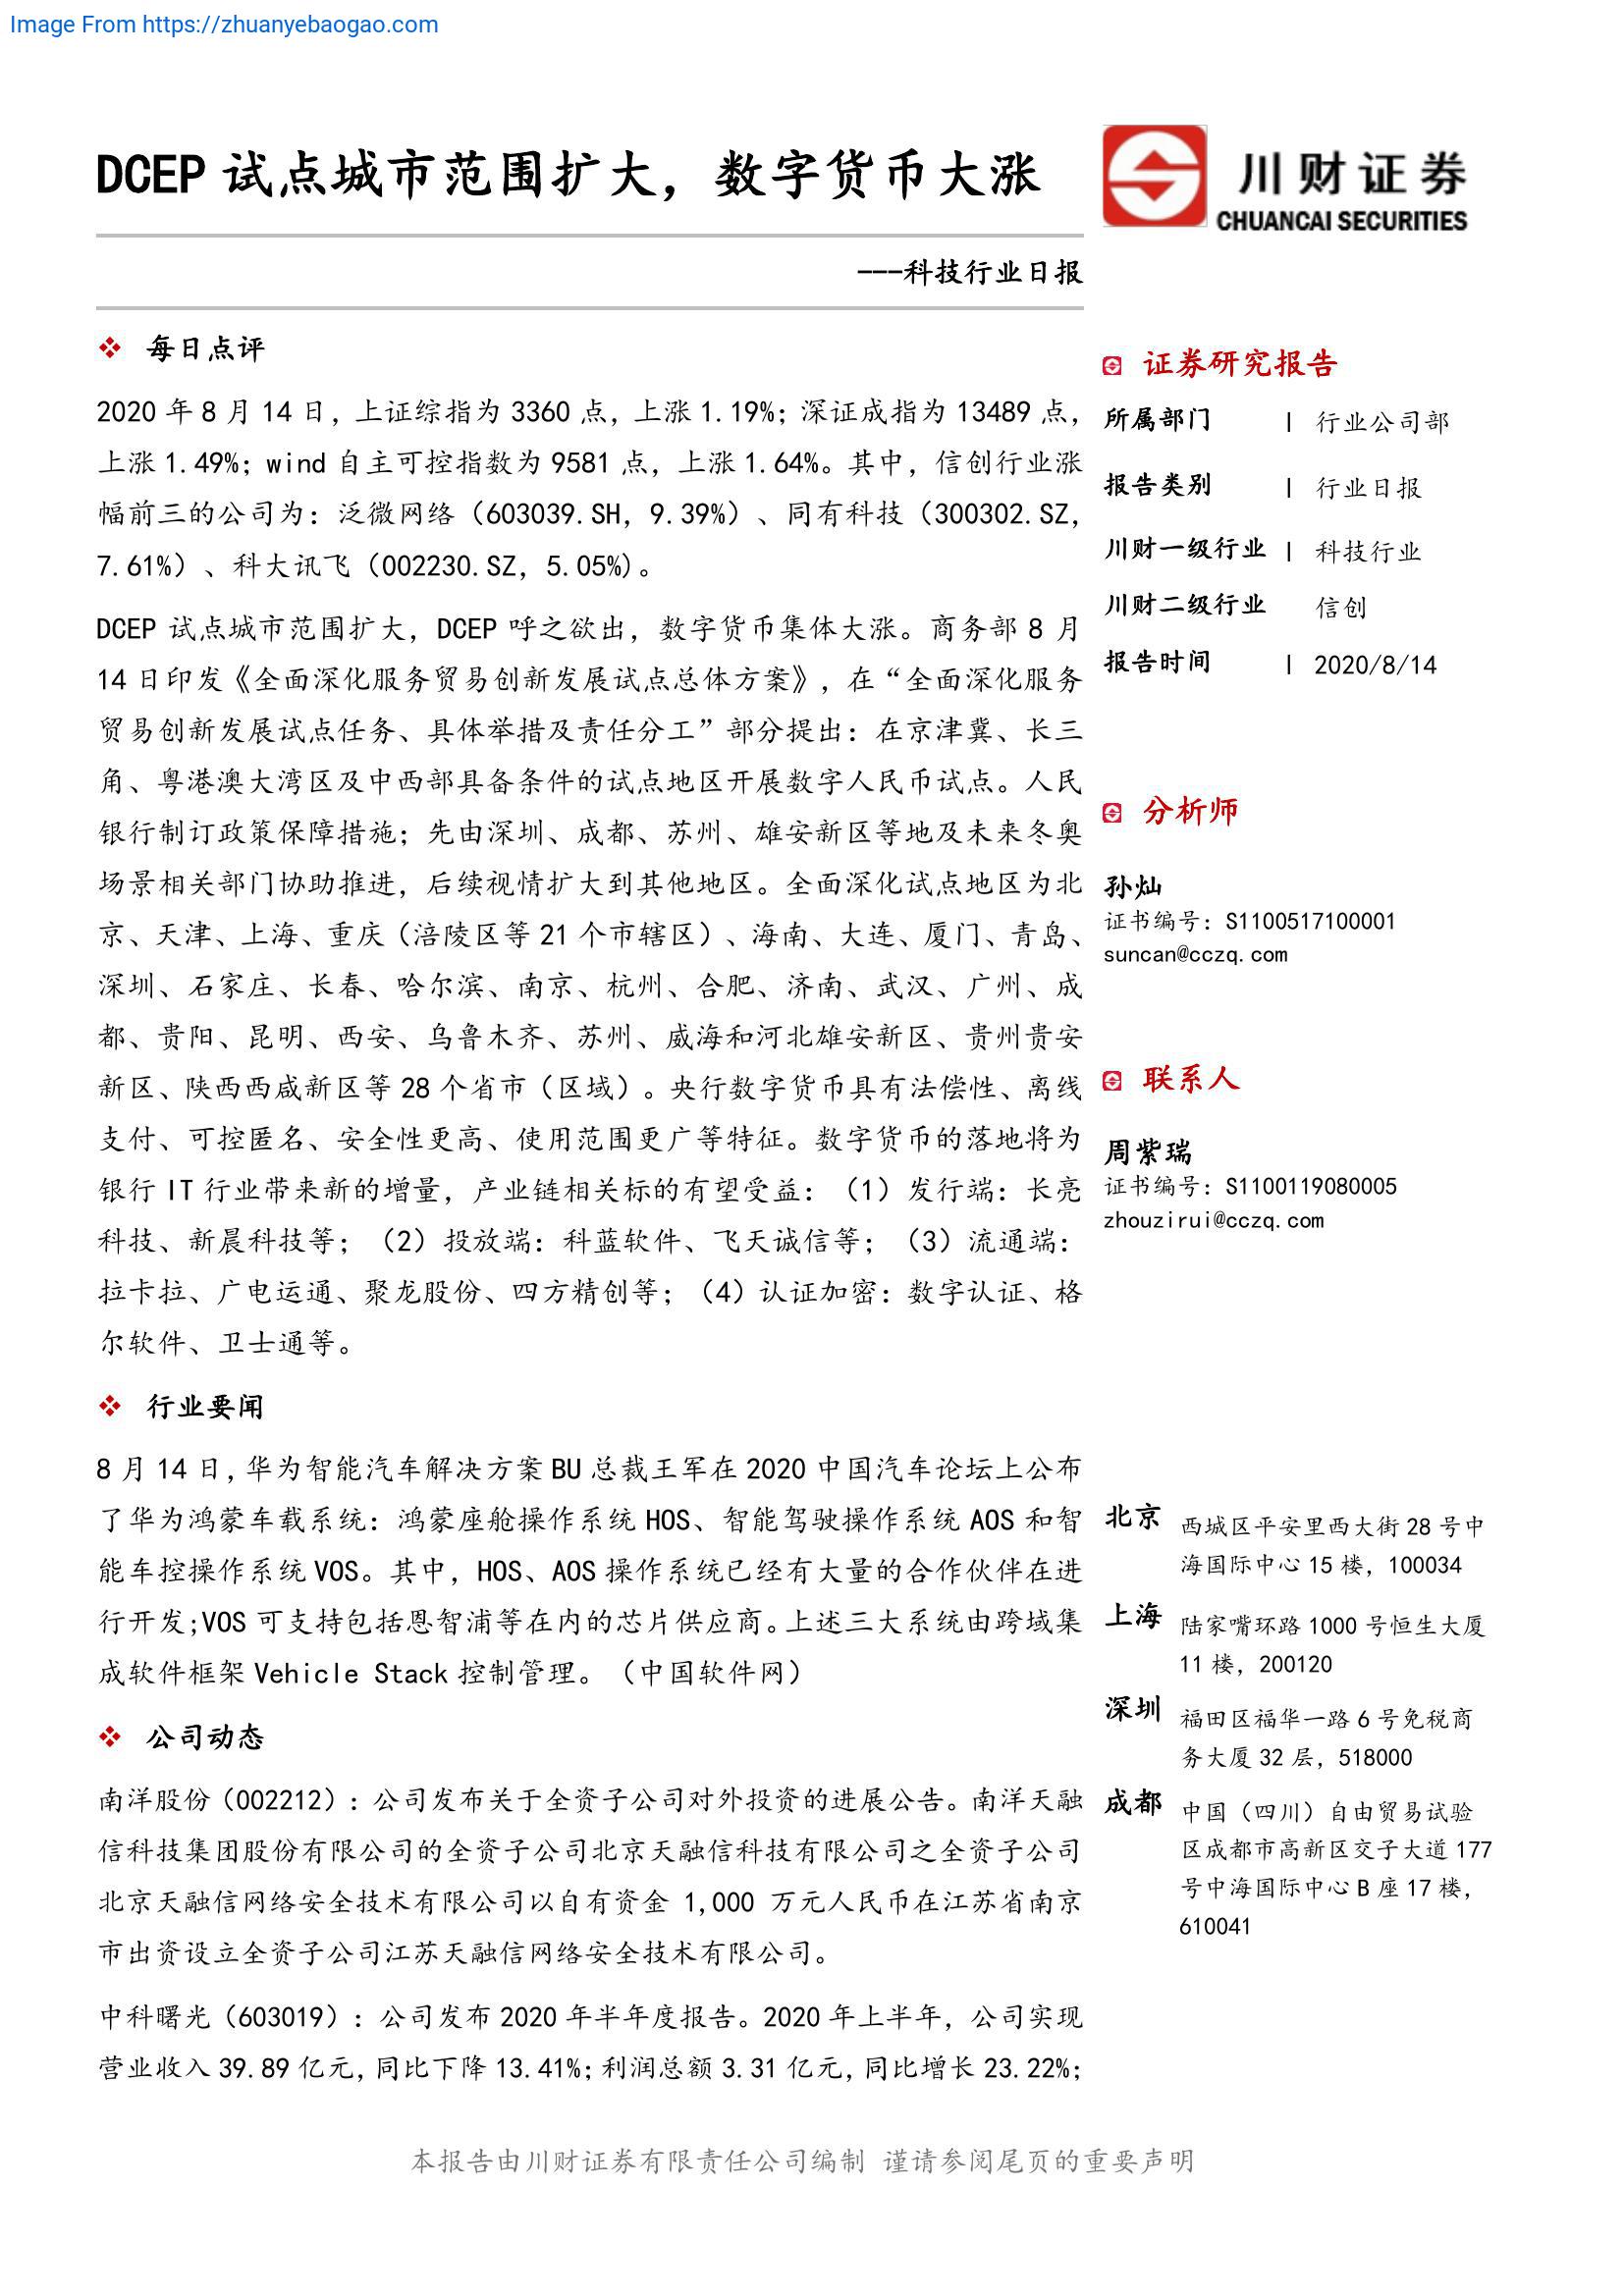 Image From https://zhuanyebaogao.com
DCEP 试点城市范围扩大，数字货币大涨
川财证券
CHUANCAI SECURITIES
---科技行业日报
每日点评
2020 年 8 月 14 日，上证综指为 3360 点，上涨 1.19%；深证成指为 13489 点，
上涨 1.49%；wind 自主可控指数为 9581 点，上涨 1.64%。其中，信创行业涨
幅前三的公司为：泛微网络（603039.SH，9.39%）、同有科技（300302.SZ，
7.61%）、科大讯飞（002230.SZ，5.05%）。
DCEP 试点城市范围扩大，DCEP 呼之欲出，数字货币集体大涨。商务部 8 月
14 日印发《全面深化服务贸易创新发展试点总体方案》，在“全面深化服务
贸易创新发展试点任务、具体举措及责任分工”部分提出：在京津冀、长三
角、粤港澳大湾区及中西部具备条件的试点地区开展数字人民币试点。人民
银行制订政策保障措施；先由深圳、成都、苏州、雄安新区等地及未来冬奥
场景相关部门协助推进，后续视情扩大到其他地区。全面深化试点地区为北
京、天津、上海、重庆（涪陵区等 21 个市辖区）、海南、大连、厦门、青岛、
深圳、石家庄、长春、哈尔滨、南京、杭州、合肥、济南、武汉、广州、成
都、贵阳、昆明、西安、乌鲁木齐、苏州、威海和河北雄安新区、贵州贵安
新区、陕西西咸新区等 28 个省市（区域）。央行数字货币具有法偿性、离线
支付、可控匿名、安全性更高、使用范围更广等特征。数字货币的落地将为
银行 IT 行业带来新的增量，产业链相关标的有望受益：（1）发行端：长亮
科技、新晨科技等；（2）投放端：科蓝软件、飞天诚信等；（3）流通端：
拉卡拉、广电运通、聚龙股份、四方精创等；（4）认证加密：数字认证、格
尔软件、卫士通等。
行业要闻
8 月 14 日，华为智能汽车解决方案 BU 总裁王军在 2020 中国汽车论坛上公布
了华为鸿蒙车载系统：鸿蒙座舱操作系统 HOS、智能驾驶操作系统 AOS 和智
能车控操作系统 VOS。其中，HOS、AOS 操作系统已经有大量的合作伙伴在进
行开发;VOS 可支持包括恩智浦等在内的芯片供应商。上述三大系统由跨域集
成软件框架 Vehicle Stack 控制管理。（中国软件网）
公司动态
南洋股份（002212）：公司发布关于全资子公司对外投资的进展公告。南洋天融
信科技集团股份有限公司的全资子公司北京天融信科技有限公司之全资子公司
北京天融信网络安全技术有限公司以自有资金 1,000 万元人民币在江苏省南京
市出资设立全资子公司江苏天融信网络安全技术有限公司。
中科曙光（603019）：公司发布 2020 年半年度报告。2020 年上半年，公司实现
营业收入 39.89 亿元，同比下降 13.41%；利润总额 3.31 亿元，同比增长 23.22%；
证券研究报告
所属部门 | 行业公司部
报告类别 | 行业日报
川财一级行业 | 科技行业
川财二级行业 信创
报告时间 | 2020/8/14
分析师
孙灿
证书编号：S1100517100001
suncan@cczq.com
联系人
周紫瑞
证书编号：S1100119080005
zhouzirui@cczq.com
北京 西城区平安里西大街 28 号中
海国际中心 15 楼，100034
上海 陆家嘴环路 1000 号恒生大厦
11 楼，200120
深圳 福田区福华一路 6 号免税商
务大厦 32 层，518000
成都 中国（四川）自由贸易试验
区成都市高新区交子大道 177
号中海国际中心 B 座 17 楼，
610041
本报告由川财证券有限责任公司编制 谨请参阅尾页的重要声明